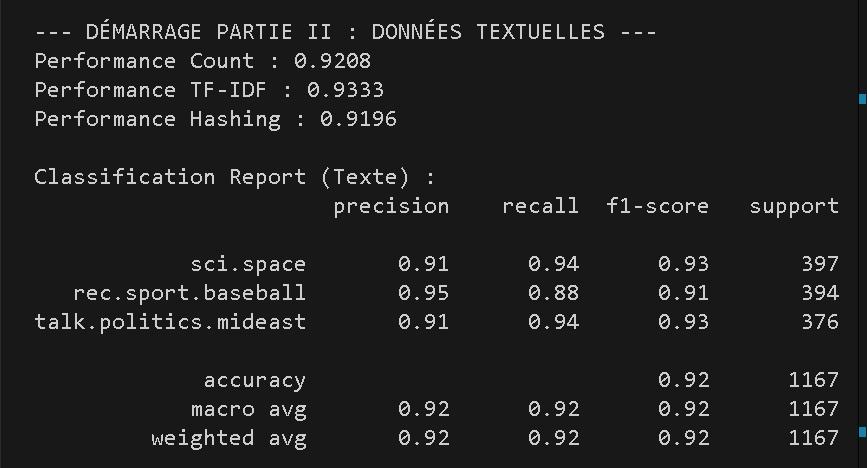 --- DÉMARRAGE PARTIE II : DONNÉES TEXTUELLES ---
Performance Count : 0.9208
Performance TF-IDF : 0.9333
Performance Hashing : 0.9196
Classification Report (Texte) :
precision recall f1-score support
sci.space 0.91 0.94 0.93 397
rec.sport.baseball 0.95 0.88 0.91 394
talk.politics.mideast 0.91 0.94 0.93 376
accuracy 0.92 1167
macro avg 0.92 0.92 0.92 1167
weighted avg 0.92 0.92 0.92 1167